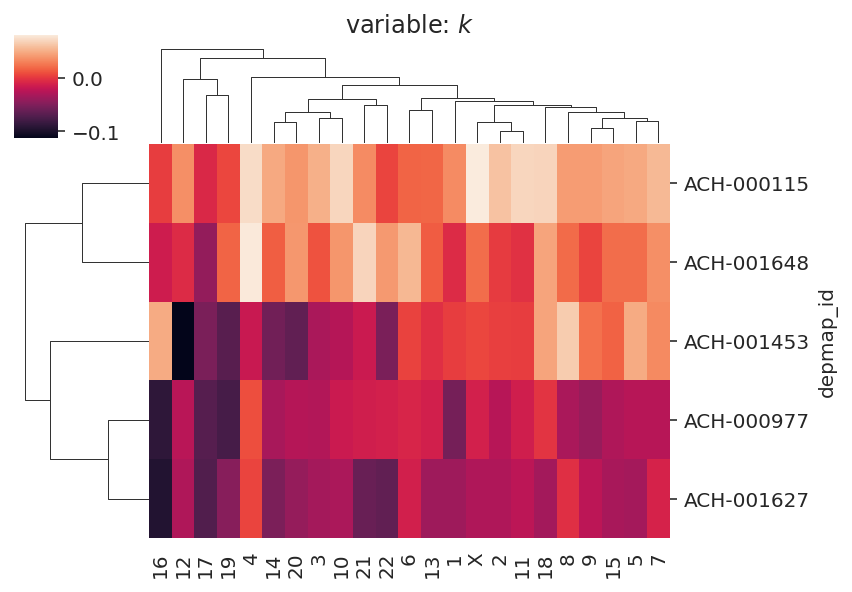 variable: k
0.0
−0.1
ACH-000115
ACH-001648
ACH-001453
ACH-000977
ACH-001627
depmap_id
16 12 17 19 4 14 20 3 10 21 22 6 13 1 X 2 11 18 8 9 15 5 7